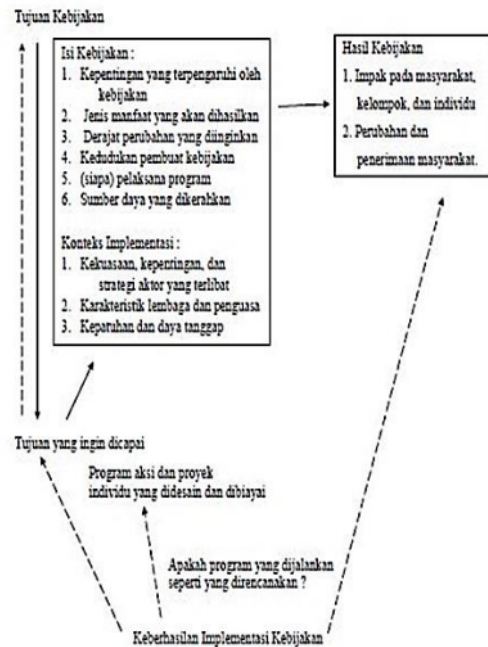 Tujuan Kebijakan
Isi Kebijakan :
1. Kepentingan yang terpengaruhi oleh
kebijakan
2. Jenis manfaat yang akan dihasilkan
3. Derajat perubahan yang diinginkan
4. Kedudukan pembuat kebijakan
5. (siapa) pelaksana program
6. Sumber daya yang dikerahkan
Konteks Implementasi :
1. Kekuasaan, kepentingan, dan
strategi aktor yang terlibat
2. Karakteristik lembaga dan penguasa
3. Kepatuhan dan daya tanggap
Hasil Kebijakan
1. Impak pada masyarakat,
kelompok, dan individu
2. Perubahan dan
penerimaan masyarakat.
Tujuan yang ingin dicapai
Program aksi dan proyek
individu yang didesain dan dibiayai
Apakah program yang dijalankan
seperti yang direncanakan ?
Keberhasilan Implementasi Kebijakan